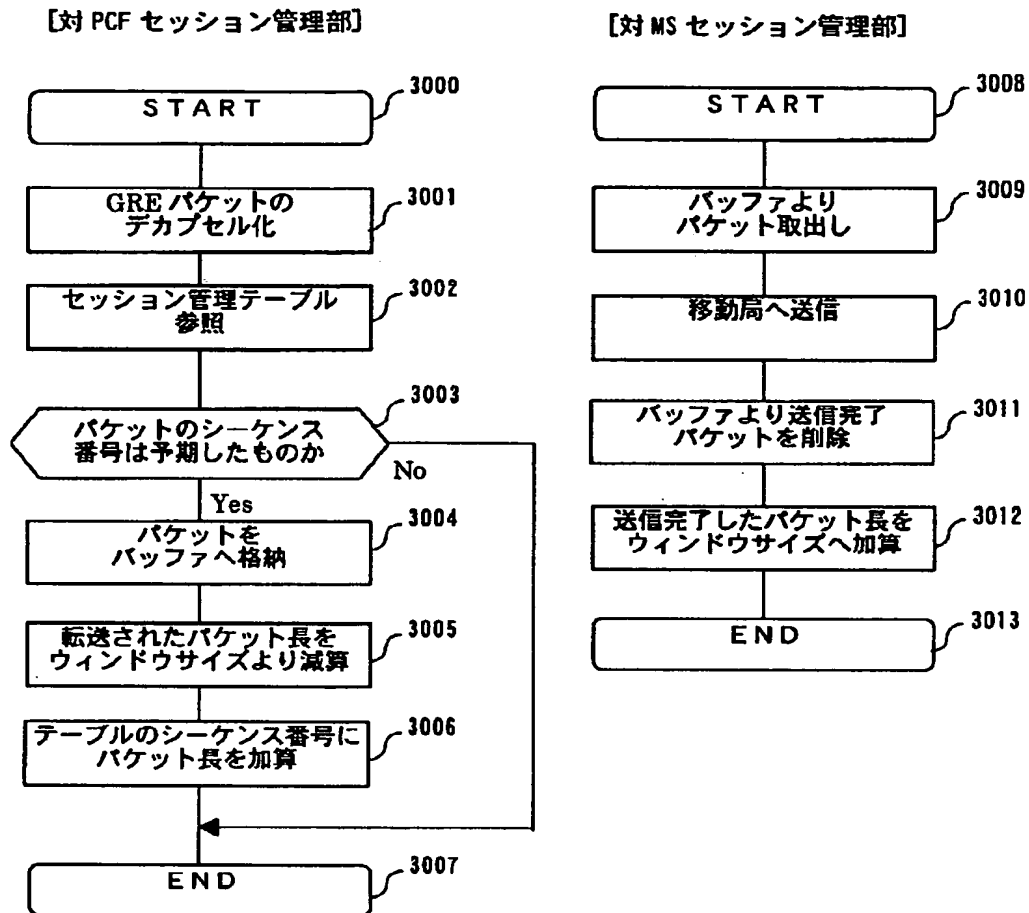 [対 PCF セッション管理部]
START
3000
GRE パケットの
デカプセル化
3001
セッション管理テーブル
参照
3002
パケットのシーケンス
番号は予期したものか
3003
No
Yes
パケットを
バッファへ格納
3004
転送されたパケット長を
ウィンドウサイズより減算
3005
テーブルのシーケンス番号に
パケット長を加算
3006
END
3007
[対 MS セッション管理部]
START
3008
バッファより
パケット取出し
3009
移動局へ送信
3010
バッファより送信完了
パケットを削除
3011
送信完了したパケット長を
ウィンドウサイズへ加算
3012
END
3013